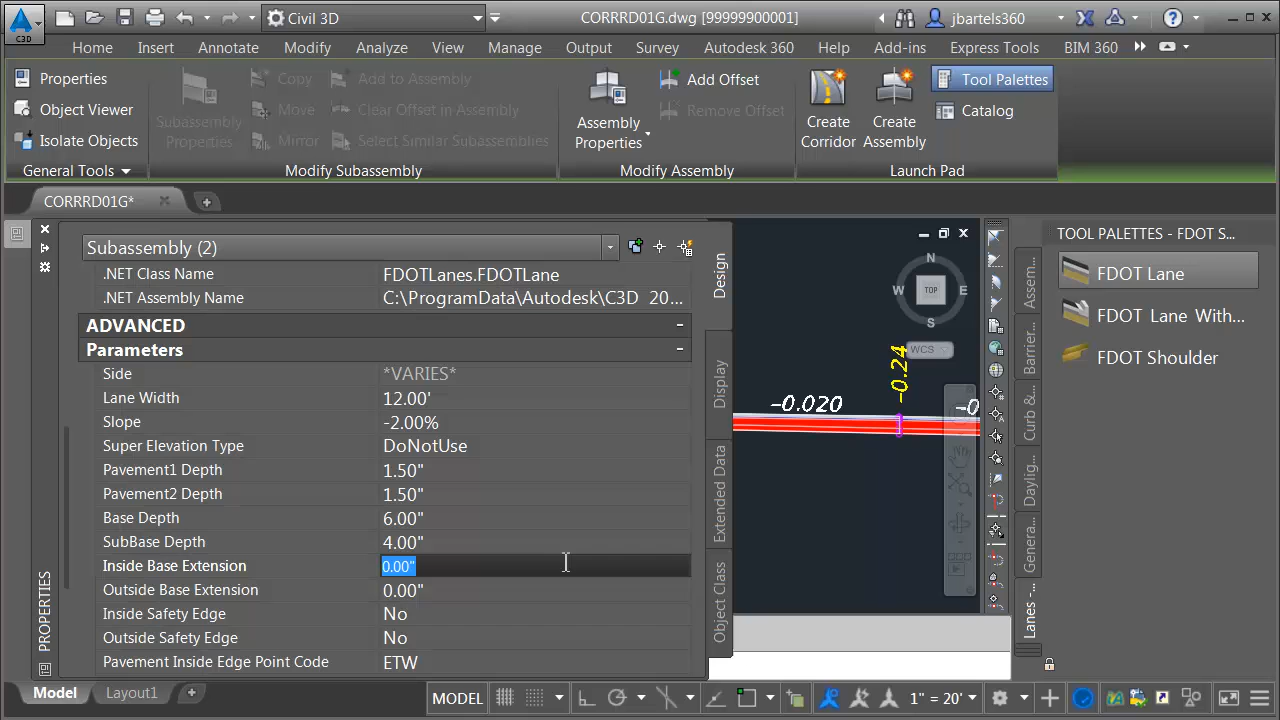 C3D
Civil 3D
CORRRD01G.dwg [99999900001]
jbartels360
Home Insert Annotate Modify Analyze View Manage Output Survey Autodesk 360 Help Add-ins Express Tools BIM 360
Properties
Object Viewer
Isolate Objects
General Tools
Subassembly Properties
Copy
Move
Mirror
Add to Assembly
Clear Offset in Assembly
Select Similar Subassemblies
Modify Subassembly
Assembly Properties
Add Offset
Remove Offset
Modify Assembly
Create Corridor
Create Assembly
Tool Palettes
Catalog
Launch Pad
CORRRD01G*
Subassembly (2)
.NET Class Name FDOTLanes.FDOTLane
.NET Assembly Name C:\ProgramData\Autodesk\C3D 20...
ADVANCED
Parameters
Side *VARIES*
Lane Width 12.00'
Slope -2.00%
Super Elevation Type DoNotUse
Pavement1 Depth 1.50"
Pavement2 Depth 1.50"
Base Depth 6.00"
SubBase Depth 4.00"
Inside Base Extension 0.00"
Outside Base Extension 0.00"
Inside Safety Edge No
Outside Safety Edge No
Pavement Inside Edge Point Code ETW
PROPERTIES
Design
Display
Extended Data
Object Class
N
W TOP E
S
WCS
-0.24
-0.020
-0
Assem...
Barrier...
Curb &...
Daylig...
Genera...
Lanes -...
TOOL PALETTES - FDOT S...
FDOT Lane
FDOT Lane With...
FDOT Shoulder
Model Layout1
MODEL
1" = 20'